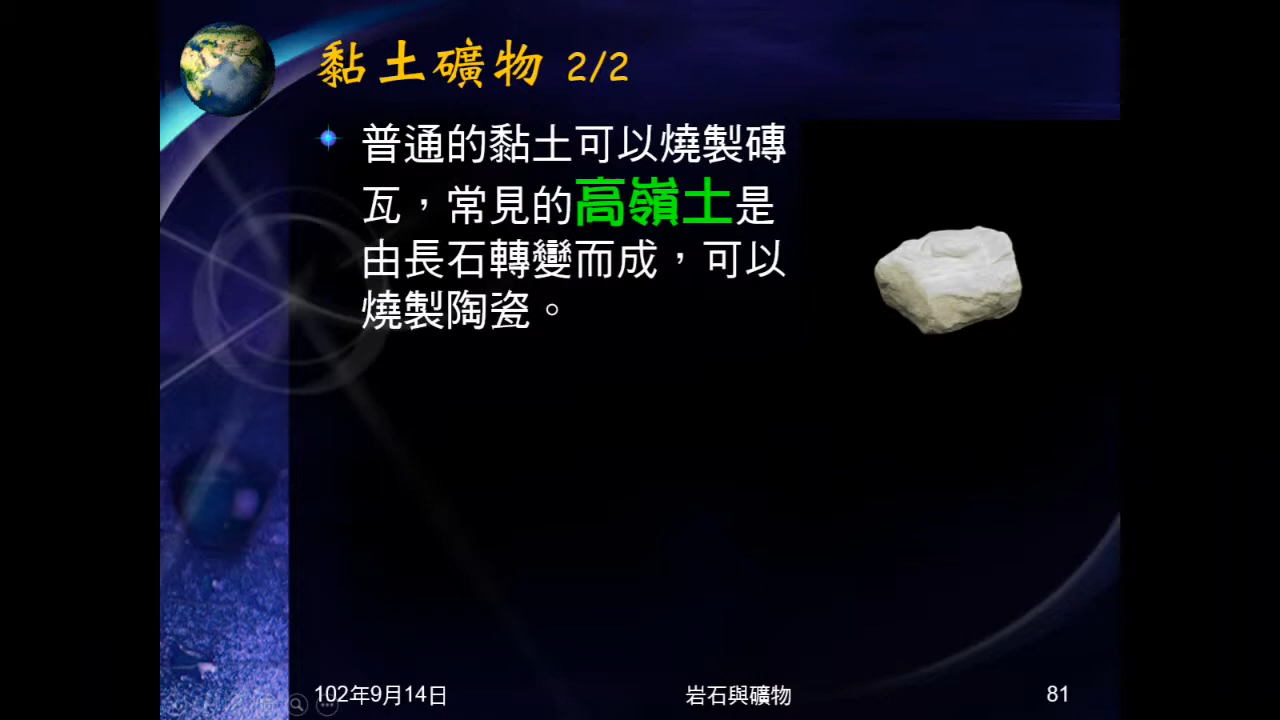 黏土礦物 2/2
普通的黏土可以燒製磚
瓦，常見的高嶺土是
由長石轉變而成，可以
燒製陶瓷。
102年9月14日
岩石與礦物
81